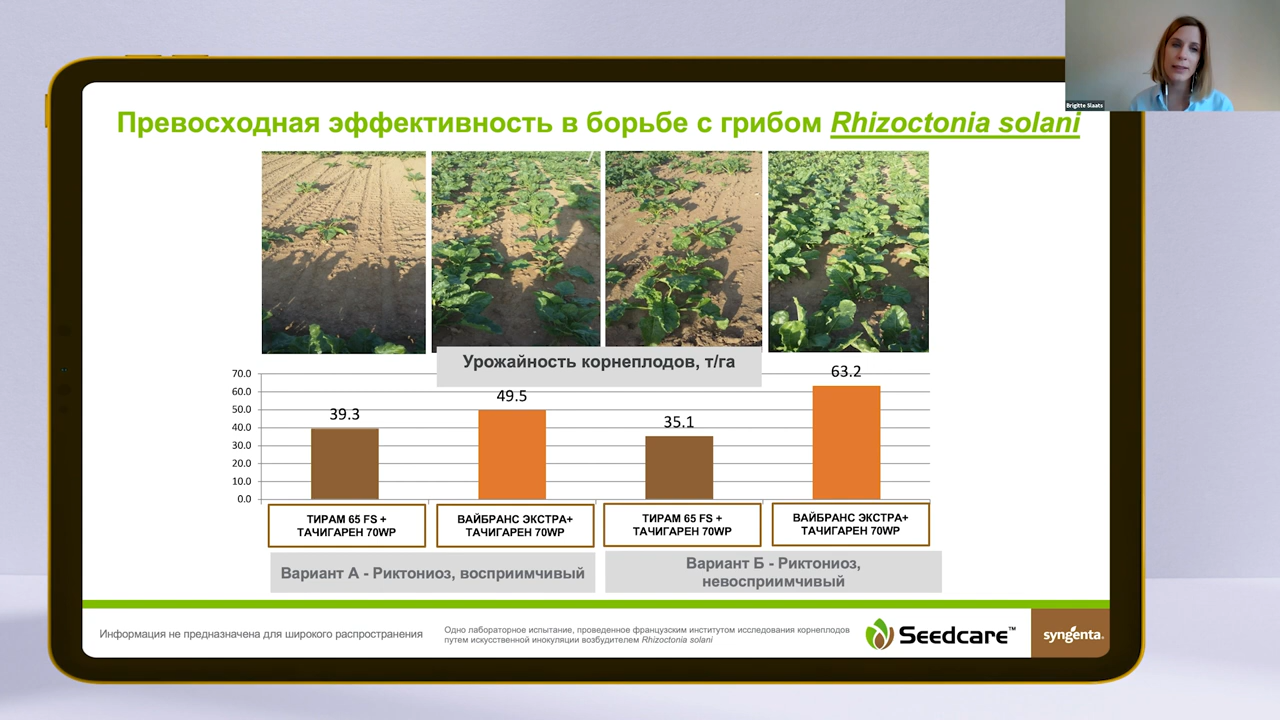 Brigitte Slaats
Превосходная эффективность в борьбе с грибом Rhizoctonia solani
Урожайность корнеплодов, т/га
70.0
60.0
50.0
40.0
30.0
20.0
10.0
0.0
39.3
49.5
35.1
63.2
ТИРАМ 65 FS +
ТАЧИГАРЕН 70WP
ВАЙБРАНС ЭКСТРА+
ТАЧИГАРЕН 70WP
ТИРАМ 65 FS +
ТАЧИГАРЕН 70WP
ВАЙБРАНС ЭКСТРА+
ТАЧИГАРЕН 70WP
Вариант А - Риктониоз, восприимчивый
Вариант Б - Риктониоз,
невосприимчивый
Информация не предназначена для широкого распространения
Одно лабораторное испытание, проведенное французским институтом исследования корнеплодов
путем искусственной инокуляции возбудителем Rhizoctonia solani
Seedcare™
syngenta.